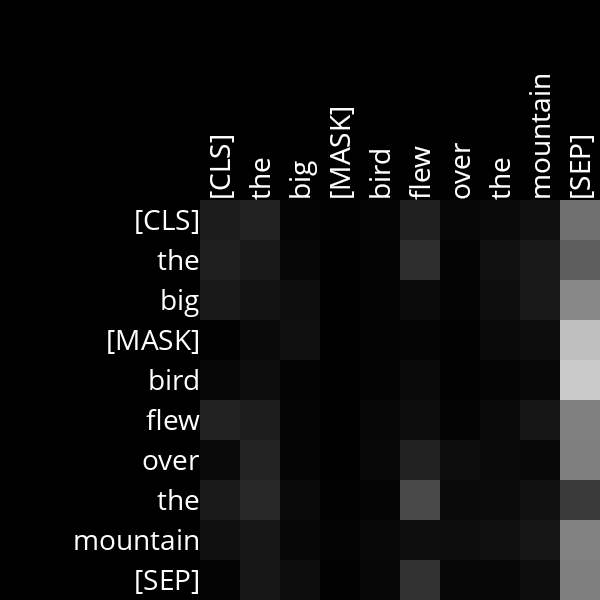 [CLS] the big [MASK] bird flew over the mountain [SEP]
[CLS]
the
big
[MASK]
bird
flew
over
the
mountain
[SEP]